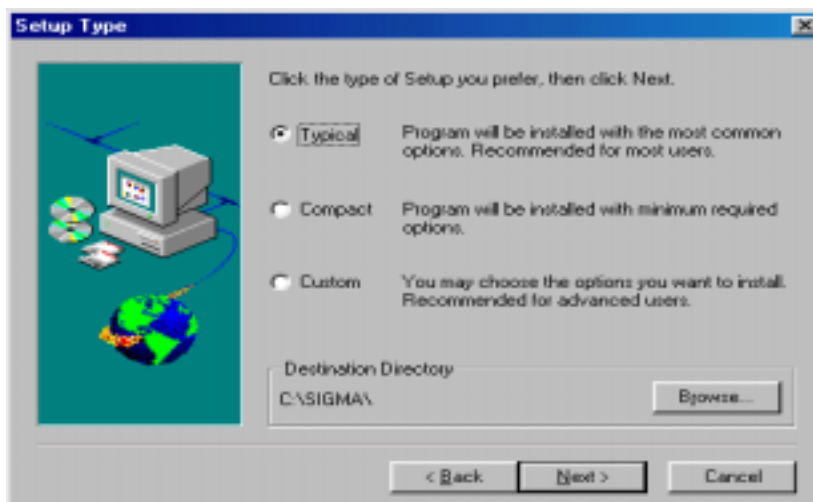 Setup Type
Click the type of Setup you prefer, then click Next.
Typical
Program will be installed with the most common
options. Recommended for most users.
Compact
Program will be installed with minimum required
options.
Custom
You may choose the options you want to install.
Recommended for advanced users.
Destination Directory
C:\SIGMA\
Browse...
< Back
Next >
Cancel